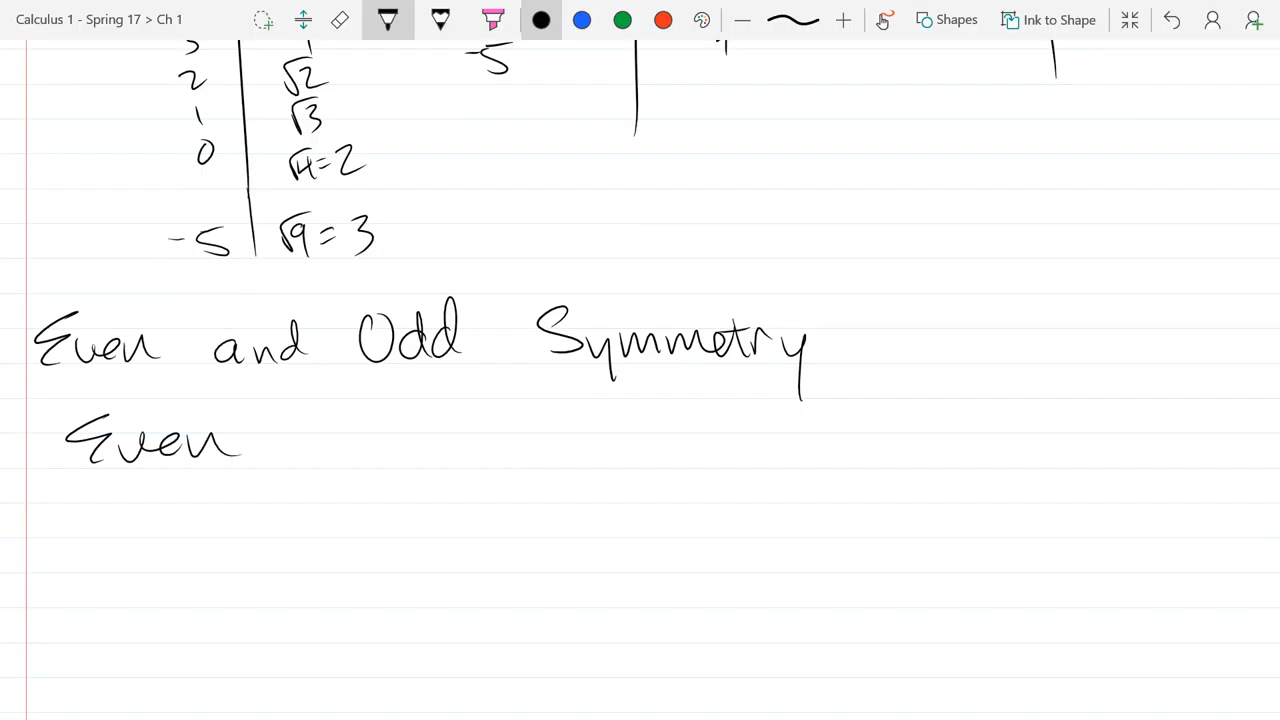 Calculus 1 - Spring 17 > Ch 1
Shapes
Ink to Shape
-5
2 √2
1 √3
0 √4=2
-5 √9=3
Even and Odd Symmetry
Even